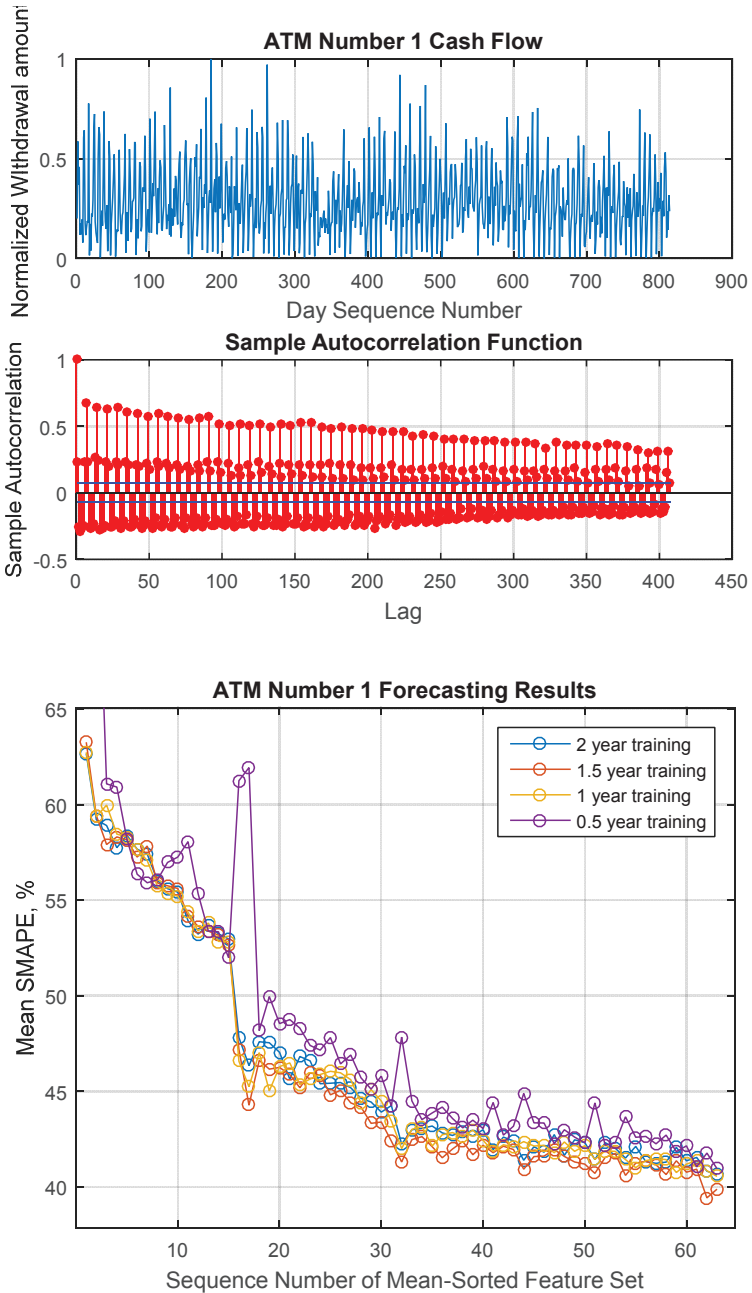 ATM Number 1 Cash Flow
Normalized WIthdrawal amount
1
0.5
0
0 100 200 300 400 500 600 700 800 900
Day Sequence Number
Sample Autocorrelation Function
Sample Autocorrelation
1
0.5
0
-0.5
0 50 100 150 200 250 300 350 400 450
Lag
ATM Number 1 Forecasting Results
Mean SMAPE, %
65
60
55
50
45
40
2 year training
1.5 year training
1 year training
0.5 year training
10 20 30 40 50 60
Sequence Number of Mean-Sorted Feature Set